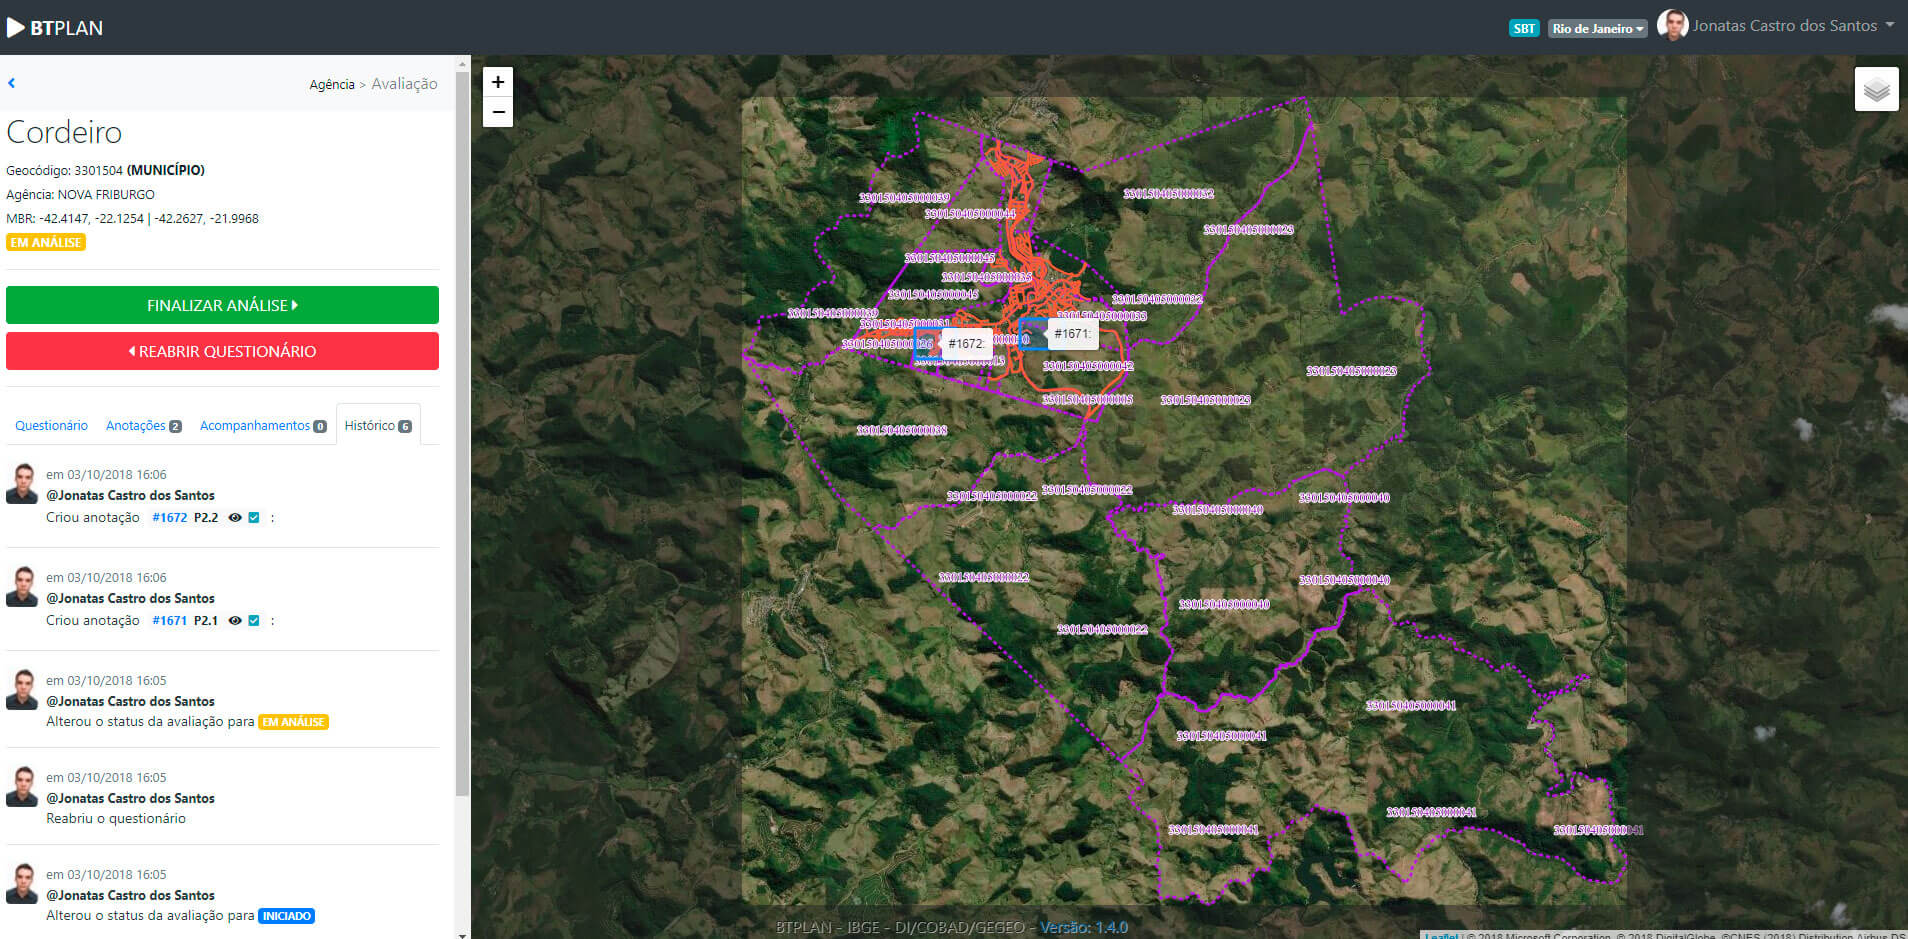 BTPLAN
SBT Rio de Janeiro Jonatas Castro dos Santos
Agência > Avaliação
Cordeiro
Geocódigo: 3301504 (MUNICÍPIO)
Agência: NOVA FRIBURGO
MBR: -42.4147, -22.1254 | -42.2627, -21.9968
EM ANÁLISE
FINALIZAR ANÁLISE
REABRIR QUESTIONÁRIO
Questionário Anotações 2 Acompanhamentos 0 Histórico 6
em 03/10/2018 16:06
@Jonatas Castro dos Santos
Criou anotação #1672 P2.2 :
em 03/10/2018 16:06
@Jonatas Castro dos Santos
Criou anotação #1671 P2.1 :
em 03/10/2018 16:05
@Jonatas Castro dos Santos
Alterou o status da avaliação para EM ANÁLISE
em 03/10/2018 16:05
@Jonatas Castro dos Santos
Reabriu o questionário
em 03/10/2018 16:05
@Jonatas Castro dos Santos
Alterou o status da avaliação para INICIADO
+
−
330150405000032
330150405000039
330150405000044
330150405000023
330150405000045
330150405000035
330150405000045
330150405000032
330150405000039
330150405000033
330150405000031
#1671:
#1672:
330150405000042
330150405000023
330150405000005
330150405000023
330150405000038
330150405000022
330150405000022
330150405000040
330150405000040
330150405000022
330150405000040
330150405000040
330150405000022
330150405000041
330150405000041
330150405000041
330150405000041
330150405000041
BTPLAN - IBGE - DI/COBAD/GEGEO - Versão: 1.4.0
Leaflet | © 2018 Microsoft Corporation, © 2018 DigitalGlobe, ©CNES (2018) Distribution Airbus DS